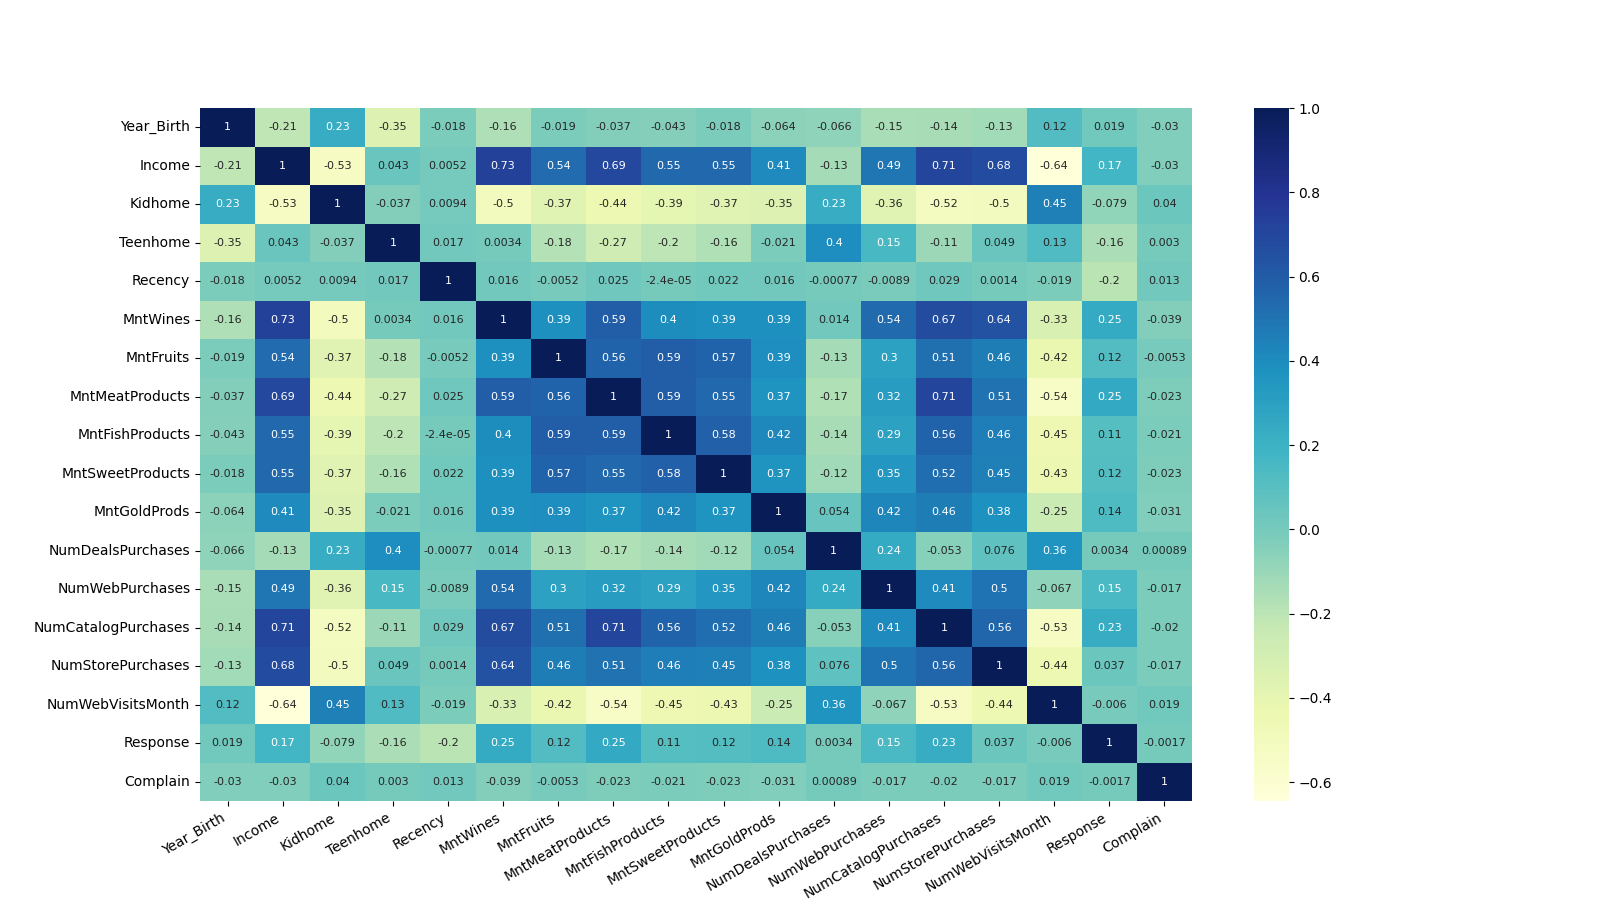 Year_Birth 1 -0.21 0.23 -0.35 -0.018 -0.16 -0.019 -0.037 -0.043 -0.018 -0.064 -0.066 -0.15 -0.14 -0.13 0.12 0.019 -0.03
Income -0.21 1 -0.53 0.043 0.0052 0.73 0.54 0.69 0.55 0.55 0.41 -0.13 0.49 0.71 0.68 -0.64 0.17 -0.03
Kidhome 0.23 -0.53 1 -0.037 0.0094 -0.5 -0.37 -0.44 -0.39 -0.37 -0.35 0.23 -0.36 -0.52 -0.5 0.45 -0.079 0.04
Teenhome -0.35 0.043 -0.037 1 0.017 0.0034 -0.18 -0.27 -0.2 -0.16 -0.021 0.4 0.15 -0.11 0.049 0.13 -0.16 0.003
Recency -0.018 0.0052 0.0094 0.017 1 0.016 -0.0052 0.025 -2.4e-05 0.022 0.016 -0.00077 -0.0089 0.029 0.0014 -0.019 -0.2 0.013
MntWines -0.16 0.73 -0.5 0.0034 0.016 1 0.39 0.59 0.4 0.39 0.39 0.014 0.54 0.67 0.64 -0.33 0.25 -0.039
MntFruits -0.019 0.54 -0.37 -0.18 -0.0052 0.39 1 0.56 0.59 0.57 0.39 -0.13 0.3 0.51 0.46 -0.42 0.12 -0.0053
MntMeatProducts -0.037 0.69 -0.44 -0.27 0.025 0.59 0.56 1 0.59 0.55 0.37 -0.17 0.32 0.71 0.51 -0.54 0.25 -0.023
MntFishProducts -0.043 0.55 -0.39 -0.2 -2.4e-05 0.4 0.59 0.59 1 0.58 0.42 -0.14 0.29 0.56 0.46 -0.45 0.11 -0.021
MntSweetProducts -0.018 0.55 -0.37 -0.16 0.022 0.39 0.57 0.55 0.58 1 0.37 -0.12 0.35 0.52 0.45 -0.43 0.12 -0.023
MntGoldProds -0.064 0.41 -0.35 -0.021 0.016 0.39 0.39 0.37 0.42 0.37 1 0.054 0.42 0.46 0.38 -0.25 0.14 -0.031
NumDealsPurchases -0.066 -0.13 0.23 0.4 -0.00077 0.014 -0.13 -0.17 -0.14 -0.12 0.054 1 0.24 -0.053 0.076 0.36 0.0034 0.00089
NumWebPurchases -0.15 0.49 -0.36 0.15 -0.0089 0.54 0.3 0.32 0.29 0.35 0.42 0.24 1 0.41 0.5 -0.067 0.15 -0.017
NumCatalogPurchases -0.14 0.71 -0.52 -0.11 0.029 0.67 0.51 0.71 0.56 0.52 0.46 -0.053 0.41 1 0.56 -0.53 0.23 -0.02
NumStorePurchases -0.13 0.68 -0.5 0.049 0.0014 0.64 0.46 0.51 0.46 0.45 0.38 0.076 0.5 0.56 1 -0.44 0.037 -0.017
NumWebVisitsMonth 0.12 -0.64 0.45 0.13 -0.019 -0.33 -0.42 -0.54 -0.45 -0.43 -0.25 0.36 -0.067 -0.53 -0.44 1 -0.006 0.019
Response 0.019 0.17 -0.079 -0.16 -0.2 0.25 0.12 0.25 0.11 0.12 0.14 0.0034 0.15 0.23 0.037 -0.006 1 -0.0017
Complain -0.03 -0.03 0.04 0.003 0.013 -0.039 -0.0053 -0.023 -0.021 -0.023 -0.031 0.00089 -0.017 -0.02 -0.017 0.019 -0.0017 1
Year_Birth Income Kidhome Teenhome Recency MntWines MntFruits MntMeatProducts MntFishProducts MntSweetProducts MntGoldProds NumDealsPurchases NumWebPurchases NumCatalogPurchases NumStorePurchases NumWebVisitsMonth Response Complain
1.0
0.8
0.6
0.4
0.2
0.0
−0.2
−0.4
−0.6